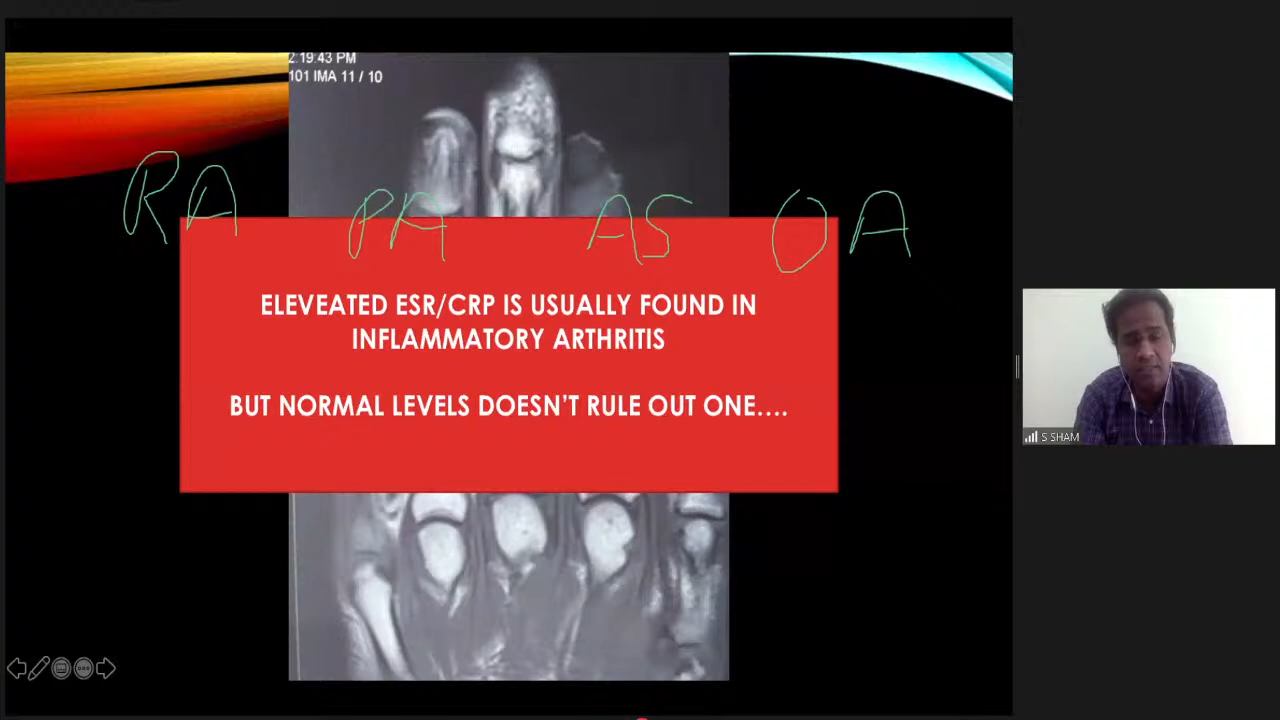 2:19:43 PM
101 IMA 11 / 10
RA PA AS OA
ELEVEATED ESR/CRP IS USUALLY FOUND IN
INFLAMMATORY ARTHRITIS
BUT NORMAL LEVELS DOESN'T RULE OUT ONE....
S SHAM